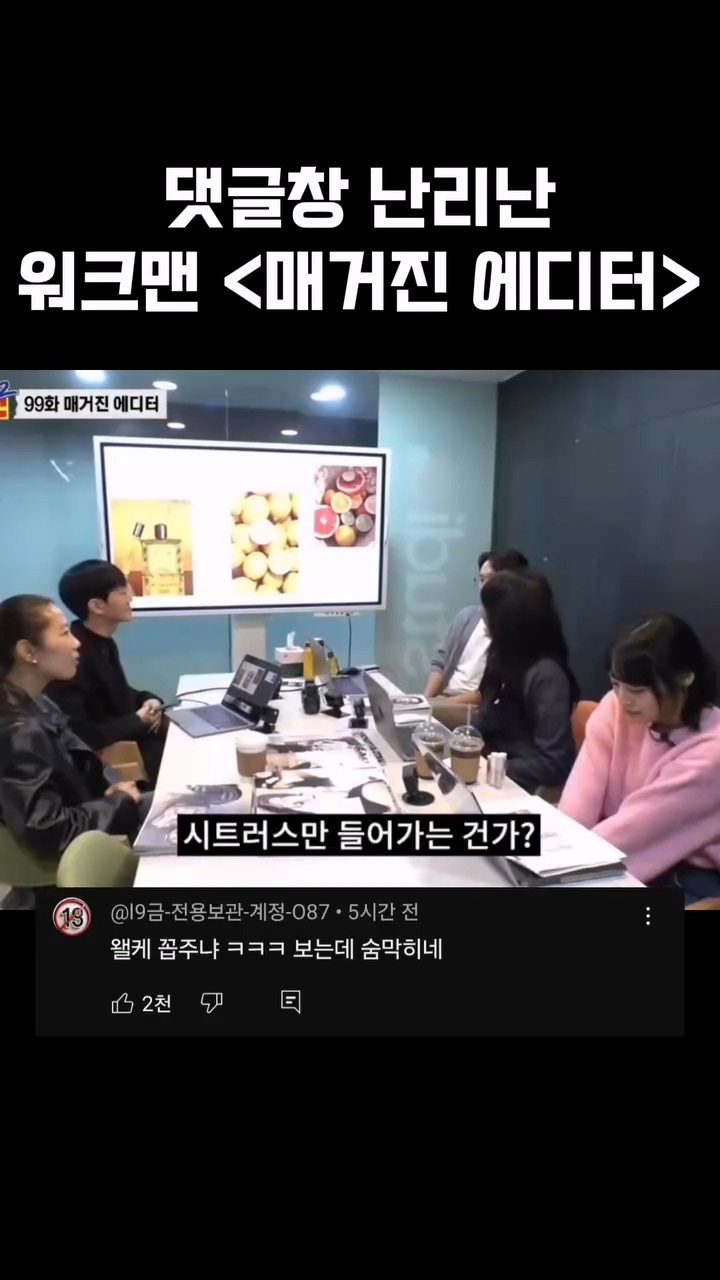 댓글창 난리난
워크맨 <매거진 에디터>
99화 매거진 에디터
시트러스만 들어가는 건가?
@l9금-전용보관-계정-O87 • 5시간 전
왤케 꼽주냐 ㅋㅋㅋ 보는데 숨막히네
2천